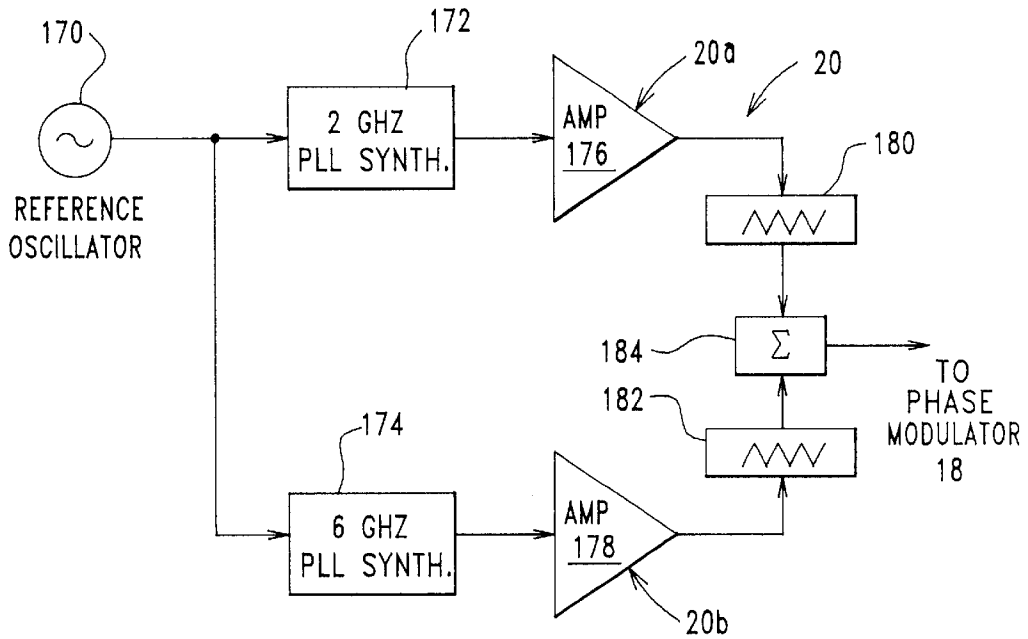 170
172
20a
20
2 GHZ
PLL SYNTH.
AMP
176
180
REFERENCE
OSCILLATOR
184
Σ
TO
PHASE
MODULATOR
18
182
174
6 GHZ
PLL SYNTH.
AMP
178
20b